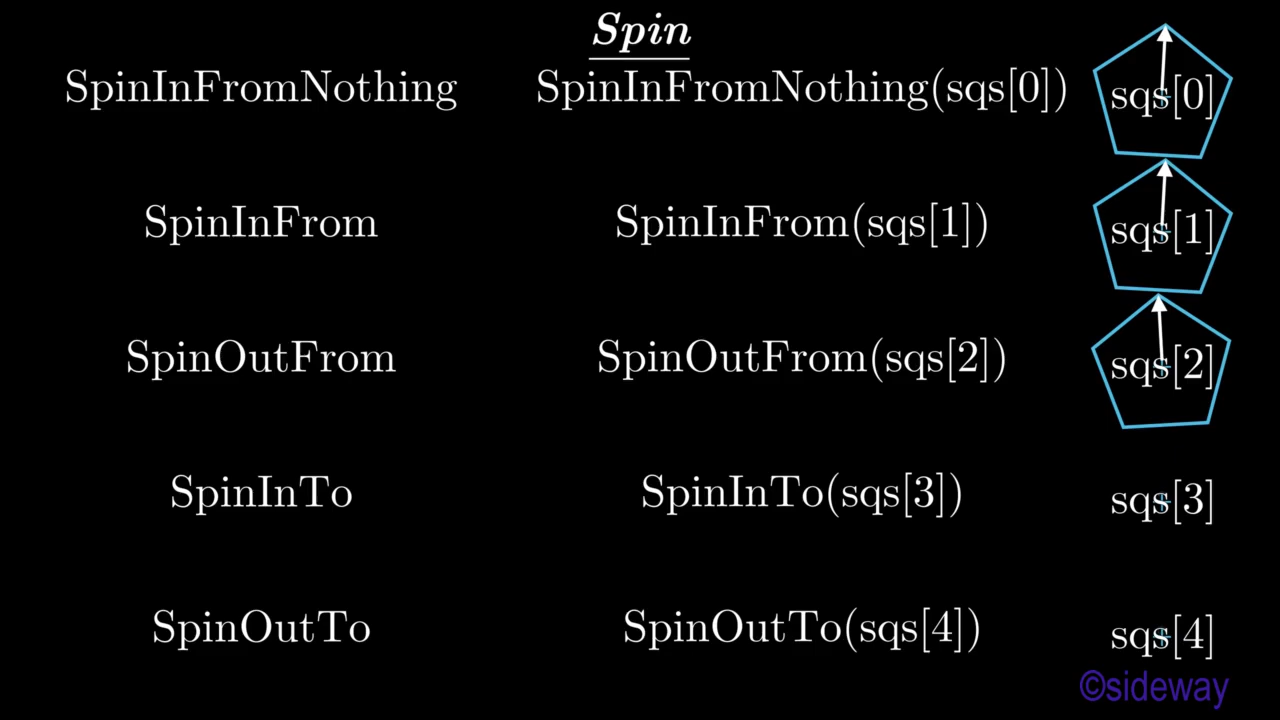 Spin
SpinInFromNothing SpinInFromNothing(sqs[0]) sqs[0]
SpinInFrom SpinInFrom(sqs[1]) sqs[1]
SpinOutFrom SpinOutFrom(sqs[2]) sqs[2]
SpinInTo SpinInTo(sqs[3]) sqs[3]
SpinOutTo SpinOutTo(sqs[4]) sqs[4]
©sideway